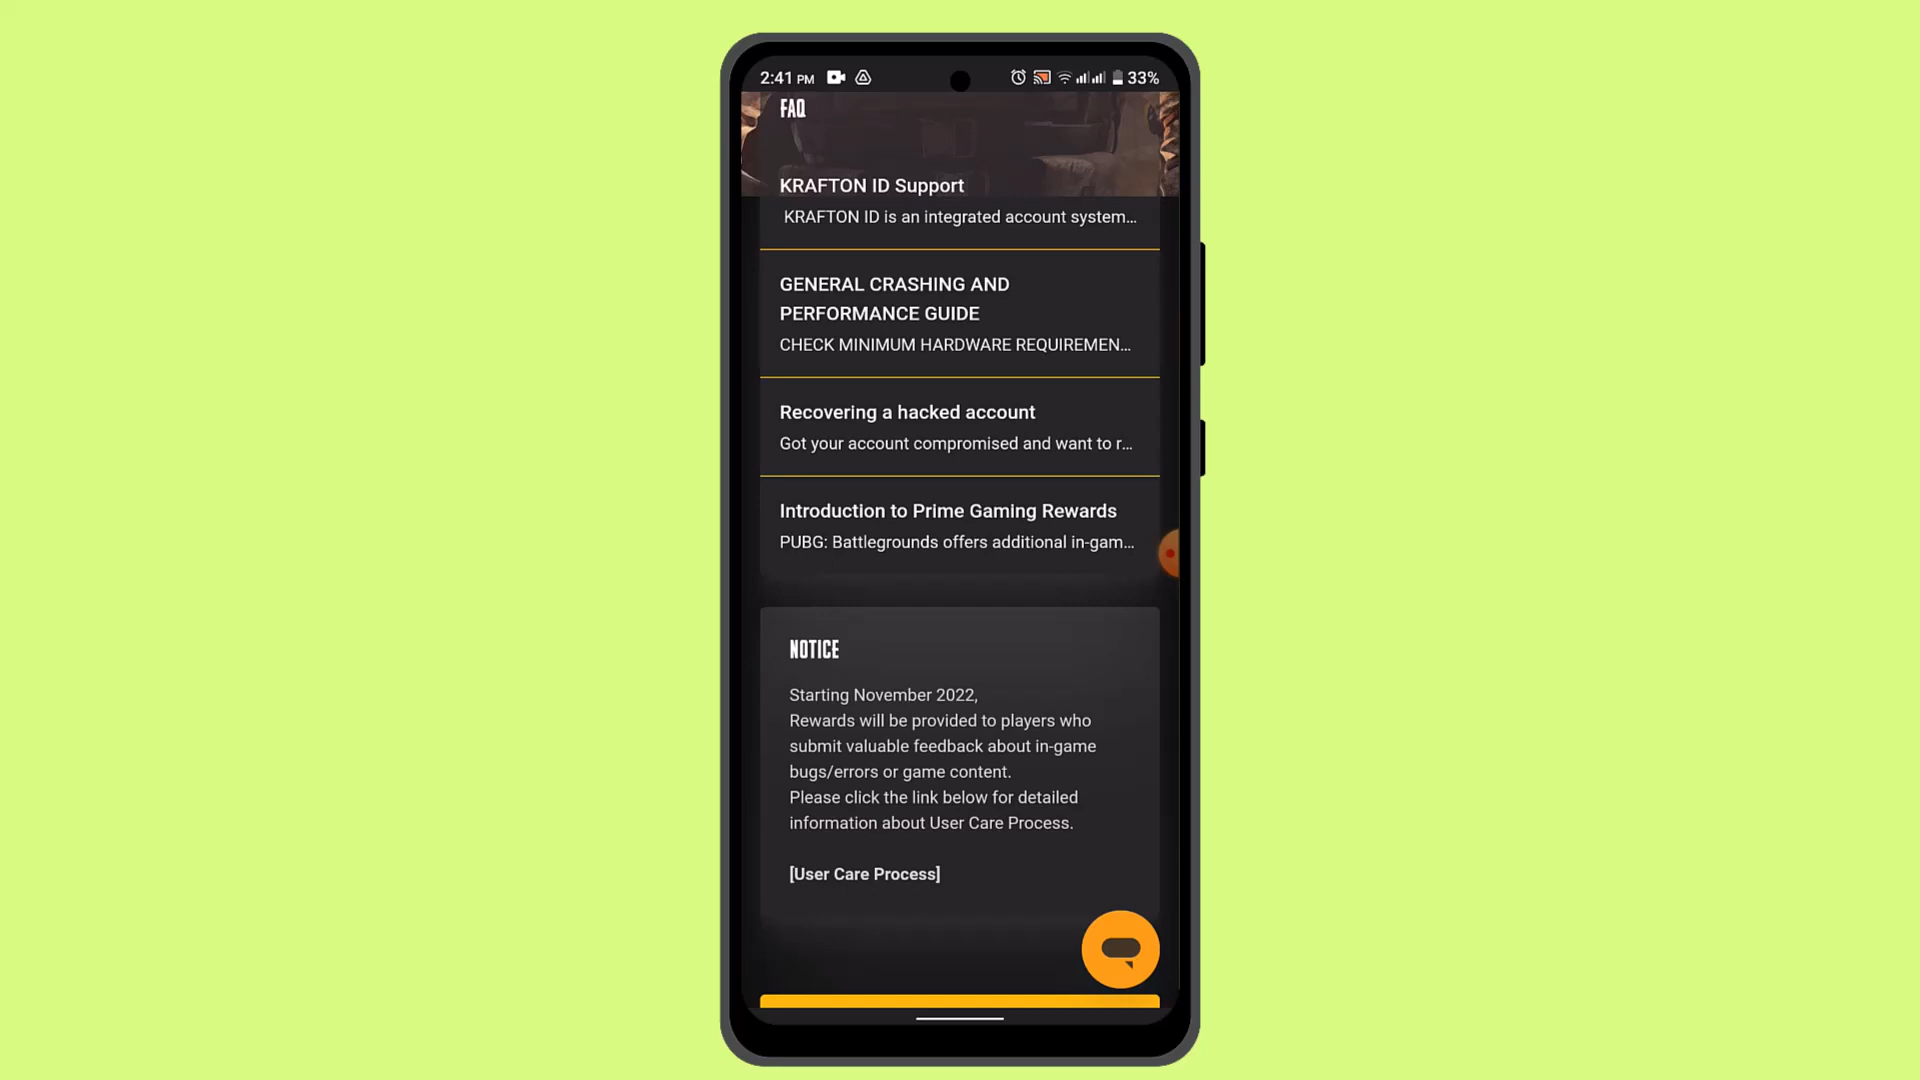 2:41 PM 33%
FAQ
KRAFTON ID Support
KRAFTON ID is an integrated account system...
GENERAL CRASHING AND
PERFORMANCE GUIDE
CHECK MINIMUM HARDWARE REQUIREMEN...
Recovering a hacked account
Got your account compromised and want to r...
Introduction to Prime Gaming Rewards
PUBG: Battlegrounds offers additional in-gam...
NOTICE
Starting November 2022,
Rewards will be provided to players who
submit valuable feedback about in-game
bugs/errors or game content.
Please click the link below for detailed
information about User Care Process.
[User Care Process]